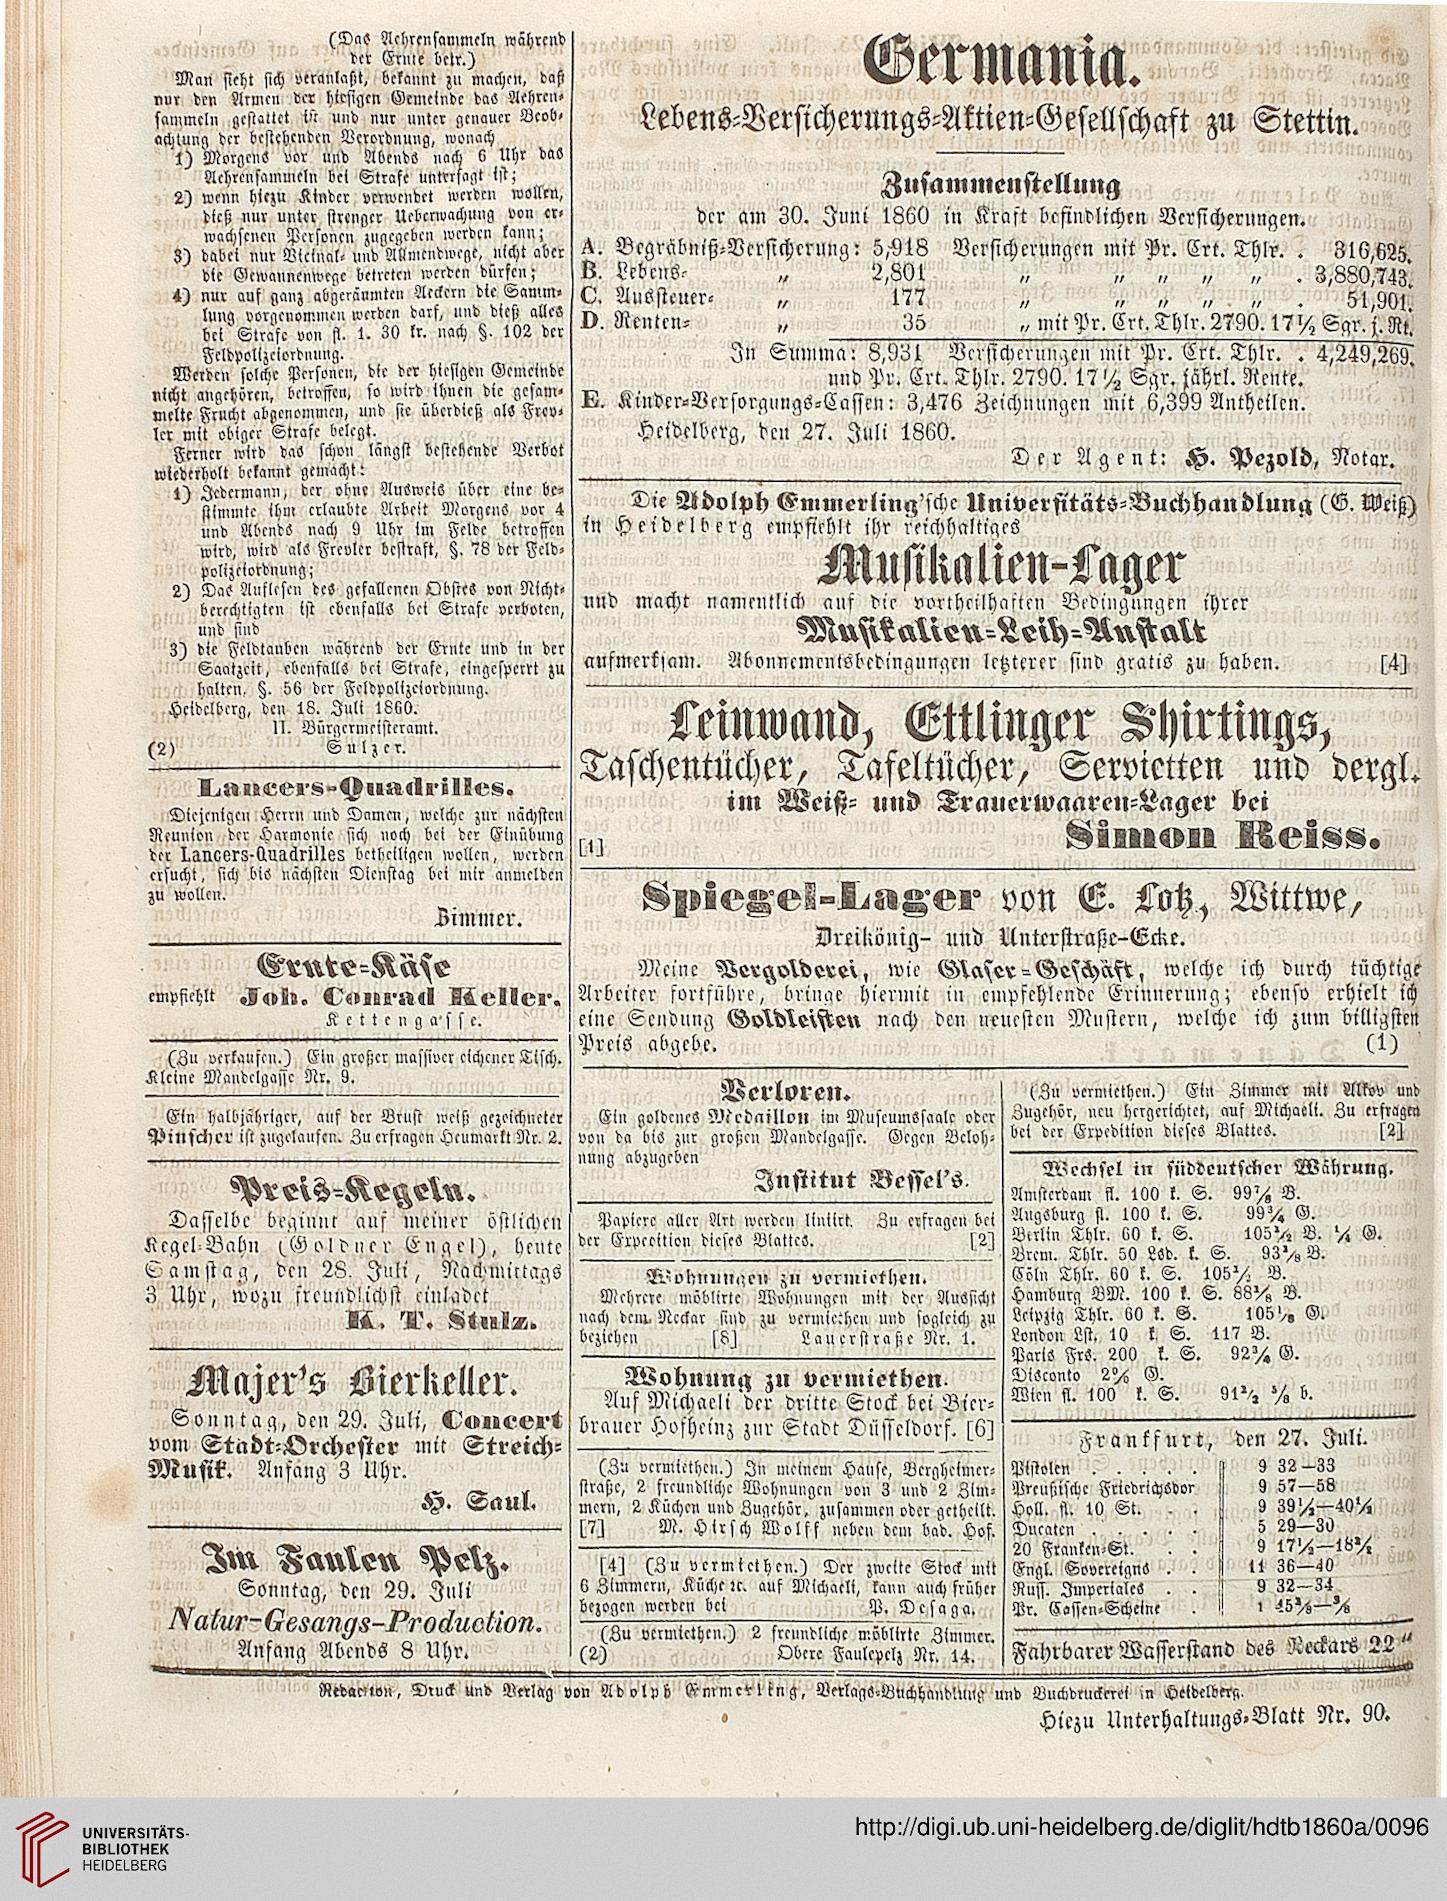 (Das Aehrensammeln während
der Ernte betr.)
Man sieht sich veranlaßt, bekannt zu machen, daß
nur den Armen der hiesigen Gemeinde das Aehren-
sammeln gestattet ist und nur unter genauer Beob-
achtung der bestehenden Verordnung, wonach
1) Morgens vor und Abends nach 6 Uhr das
Aehrensammeln bei Strafe untersagt ist;
2) wenn hiezu Kinder verwendet werden wollen,
dieß nur unter strenger Ueberwachung von er-
wachsenen Personen zugegeben werden kann;
3) dabei nur Vicinal- und Allmendwege, nicht aber
die Gewannenwege betreten werden dürfen;
4) nur auf ganz abgeräumten Aeckern die Samm-
lung vorgenommen werden darf, und dieß alles
bei Strafe von fl. 1. 30 kr. nach §. 102 der
Feldpolizeiordnung.
Werden solche Personen, die der hiesigen Gemeinde
nicht angehören, betroffen, so wird ihnen die gesam-
melte Frucht abgenommen, und sie überdieß als Frev-
ler mit obiger Strafe belegt.
Ferner wird das schon längst bestehende Verbot
wiederholt bekannt gemacht:
1) Jedermann, der ohne Ausweis über eine be-
stimmte ihm erlaubte Arbeit Morgens vor 4
und Abends nach 9 Uhr im Felde betroffen
wird, wird als Frevler bestraft, §. 78 der Feld-
polizeiordnung;
2) Das Auflesen des gefallenen Obstes von Nicht-
berechtigten ist ebenfalls bei Strafe verboten,
und sind
3) die Feldtauben während der Ernte und in der
Saatzeit, ebenfalls bei Strafe, eingesperrt zu
halten, §. 56 der Feldpolizeiordnung.
Heidelberg, den 18. Juli 1860.
II. Bürgermeisteramt.
(2) Sulzer.
Lancers-Quadrilles.
Diejenigen Herrn und Damen, welche zur nächsten
Reunion der Harmonie sich noch bei der Einübung
der Lancers-Quadrilles betheiligen wollen, werden
ersucht, sich bis nächsten Dienstag bei mir anmelden
zu wollen.
Zimmer.
Ernte-Käse
empfiehlt Joh. Conrad Keller,
Kettengasse.
(Zu verkaufen.) Ein großer massiver eichener Tisch.
Kleine Mandelgasse Nr. 9.
Ein halbjähriger, auf der Brust weiß gezeichneter
Pinscher ist zugelaufen. Zu erfragen Heumarkt Nr. 2.
Preis-Kegeln.
Dasselbe beginnt auf meiner östlichen
Kegel-Bahn (Goldner Engel), heute
Samstag, den 28. Juli, Nachmittags
3 Uhr, wozu freundlichst einladet
K. T. Stulz.
Majer's Bierkeller.
Sonntag, den 29. Juli, Concert
vom Stadt-Orchester mit Streich-
Musik. Anfang 3 Uhr.
H. Saul.
Im Faulen Pelz.
Sonntag, den 29. Juli
Natur-Gesangs-Production.
Anfang Abends 8 Uhr.
Germania.
Lebens-Versicherungs-Aktien-Gesellschaft zu Stettin.
Zusammenstellung
der am 30. Juni 1860 in Kraft befindlichen Versicherungen.
A. Begräbniß-Versicherung: 5,918 Versicherungen mit Pr. Crt. Thlr. . 316,625.
B. Lebens- „ 2,801 „ „ „ „ „ . 3,880,743.
C. Aussteuer- „ 177 „ „ „ „ „ . 51,901.
D. Renten- „ 35 „ mit Pr. Crt. Thlr. 2790. 17½ Sgr. j. Rt.
In Summa: 8,931 Versicherungen mit Pr. Crt. Thlr. . 4,249,269.
und Pr. Crt. Thlr. 2790. 17½ Sgr. jährl. Rente.
E. Kinder-Versorgungs-Cassen: 3,476 Zeichnungen mit 6,399 Antheilen.
Heidelberg, den 27. Juli 1860.
Der Agent: H. Pezold, Notar.
Die Adolph Emmerling'sche Universitäts-Buchhandlung (G. Weiß)
in Heidelberg empfiehlt ihr reichhaltiges
Musikalien-Lager
und macht namentlich auf die vortheilhaften Bedingungen ihrer
Musikalien-Leih-Anstalt
aufmerksam. Abonnementsbedingungen letzterer sind gratis zu haben. [4]
Leinwand, Ettlinger Shirtings,
Taschentücher, Tafeltücher, Servietten und dergl.
im Weiß- und Trauerwaaren-Lager bei
[1] Simon Reiss.
Spiegel-Lager von E. Lotz, Wittwe,
Dreikönig- und Unterstraße-Ecke.
Meine Vergolderei, wie Glaser-Geschäft, welche ich durch tüchtige
Arbeiter fortführe, bringe hiermit in empfehlende Erinnerung; ebenso erhielt ich
eine Sendung Goldleisten nach den neuesten Mustern, welche ich zum billigsten
Preis abgebe. (1)
Verloren.
Ein goldenes Medaillon im Museumssaale oder
von da bis zur großen Mandelgasse. Gegen Beloh-
nung abzugeben
Institut Bessel's.
Papiere aller Art werden liniirt. Zu erfragen bei
der Expedition dieses Blattes. [2]
Wohnungen zu vermiethen.
Mehrere möblirte Wohnungen mit der Aussicht
nach dem Neckar sind zu vermiethen und sogleich zu
beziehen [8] Lauerstraße Nr. 1.
Wohnung zu vermiethen.
Auf Michaeli der dritte Stock bei Bier-
brauer Hofheinz zur Stadt Düsseldorf. [6]
(Zu vermiethen.) In meinem Hause, Bergheimer-
straße, 2 freundliche Wohnungen von 3 und 2 Zim-
mern, 2 Küchen und Zugehör, zusammen oder getheilt.
[7] M. Hirsch Wolff neben dem bad. Hof.
[4] (Zu vermiethen.) Der zweite Stock mit
6 Zimmern, Küche ꝛc. auf Michaeli, kann auch früher
bezogen werden bei P. Desaga.
(Zu vermiethen.) 2 freundliche möblirte Zimmer.
(2) Obere Faulepelz Nr. 14.
(Zu vermiethen.) Ein Zimmer mit Alkov und
Zugehör, neu hergerichtet, auf Michaeli. Zu erfragen
bei der Expedition dieses Blattes. [2]
Wechsel in süddeutscher Währung.
Amsterdam fl. 100 k. S. 99⅞ B.
Augsburg fl. 100 k. S. 99¾ G.
Berlin Thlr. 60 k. S. 105½ B. ¼ G.
Brem. Thlr. 50 Lsd. k. S. 93⅛ B.
Cöln Thlr. 60 k. S. 105½ B.
Hamburg BM. 100 k. S. B.
Leipzig Thlr. 60 k. S. 105⅛ G.
London Lst. 10 k. S. 117 B.
Paris Frs. 200 k. S. 92¾ G.
Disconto 2% G.
Wien fl. 100 k. S. b.
Frankfurt, den 27. Juli.
Pistolen . . . . . 9 32—33
Preußische Friedrichsdor 9 57—58
Holl. fl. 10 St. . . 9 39½—40½
Ducaten . . . . . 5 29—30
20 Franken-St. . . 9 17½—18½
Engl. Sovereigns . . 11 36—40
Russ. Imperiales . . 9 32—34
Pr. Cassen-Scheine . 1
Fahrbarer Wasserstand des Neckars 22"
Redaction, Druck und Verlag von Adolph Emmerling, Verlags-Buchhandlung und Buchdruckerei in Heidelberg.
Hiezu Unterhaltungs-Blatt Nr. 90.
UNIVERSITÄTS-
BIBLIOTHEK
HEIDELBERG
http://digi.ub.uni-heidelberg.de/diglit/hdtb1860a/0096